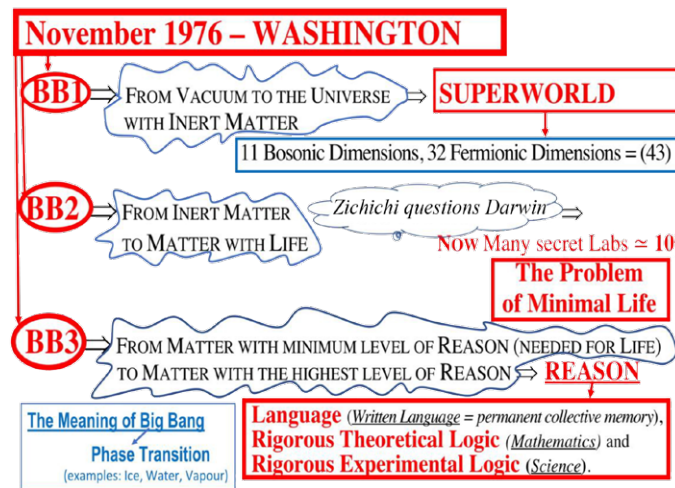 November 1976 – WASHINGTON
BB1
FROM VACUUM TO THE UNIVERSE
WITH INERT MATTER
SUPERWORLD
11 Bosonic Dimensions, 32 Fermionic Dimensions = (43)
BB2
FROM INERT MATTER
TO MATTER WITH LIFE
Zichichi questions Darwin
Now Many secret Labs ≃ 10
The Problem
of Minimal Life
BB3
FROM MATTER WITH MINIMUM LEVEL OF REASON (NEEDED FOR LIFE)
TO MATTER WITH THE HIGHEST LEVEL OF REASON
REASON
The Meaning of Big Bang
Phase Transition
(examples: Ice, Water, Vapour)
Language (Written Language = permanent collective memory),
Rigorous Theoretical Logic (Mathematics) and
Rigorous Experimental Logic (Science).